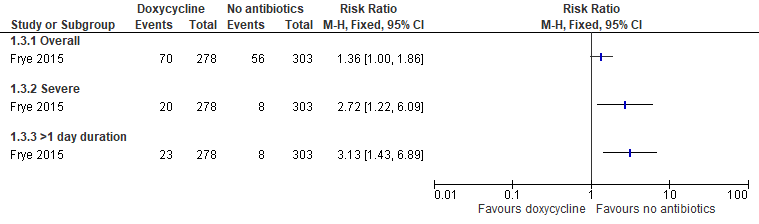 Doxycycline No antibiotics Risk Ratio Risk Ratio
Study or Subgroup Events Total Events Total M-H, Fixed, 95% CI M-H, Fixed, 95% CI
1.3.1 Overall
Frye 2015 70 278 56 303 1.36 [1.00, 1.86]
1.3.2 Severe
Frye 2015 20 278 8 303 2.72 [1.22, 6.09]
1.3.3 >1 day duration
Frye 2015 23 278 8 303 3.13 [1.43, 6.89]
0.01 0.1 1 10 100
Favours doxycycline Favours no antibiotics